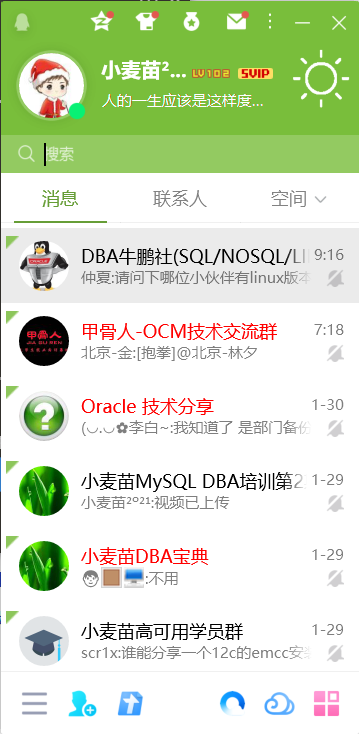 小麦苗²... LV102 SVIP
人的一生应该是这样度...
搜索
消息 联系人 空间
DBA牛鹏社(SQL/NOSQL/LI 9:16
仲夏:请问下哪位小伙伴有linux版本
甲骨人-OCM技术交流群 7:18
北京-金:[抱拳]@北京-林夕
Oracle 技术分享 1-30
(◡.◡✿李白~:我知道了 是部门备份
小麦苗MySQL DBA培训第2 1-29
小麦苗²⁰²¹:视频已上传
小麦苗DBA宝典 1-29
:不用
小麦苗高可用学员群 1-29
scr1x:谁能分享一个12c的emcc安装